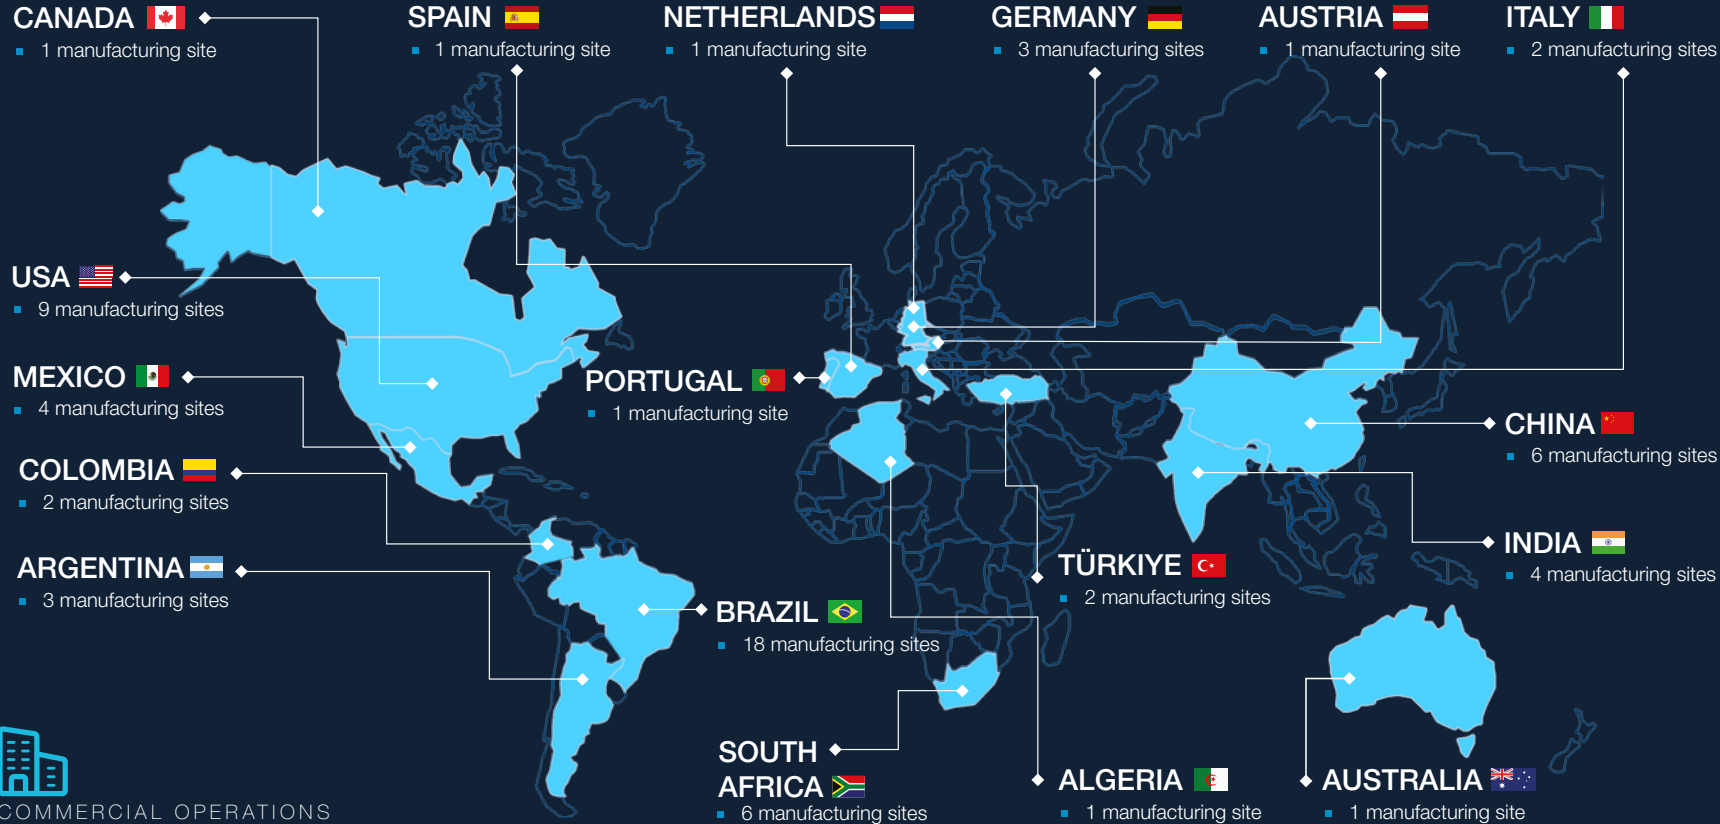 CANADA
1 manufacturing site
SPAIN
1 manufacturing site
NETHERLANDS
1 manufacturing site
GERMANY
3 manufacturing sites
AUSTRIA
1 manufacturing site
ITALY
2 manufacturing sites
USA
9 manufacturing sites
MEXICO
4 manufacturing sites
PORTUGAL
1 manufacturing site
CHINA
6 manufacturing sites
COLOMBIA
2 manufacturing sites
INDIA
4 manufacturing sites
ARGENTINA
3 manufacturing sites
TÜRKIYE
2 manufacturing sites
BRAZIL
18 manufacturing sites
SOUTH
AFRICA
6 manufacturing sites
ALGERIA
1 manufacturing site
AUSTRALIA
1 manufacturing site
COMMERCIAL OPERATIONS